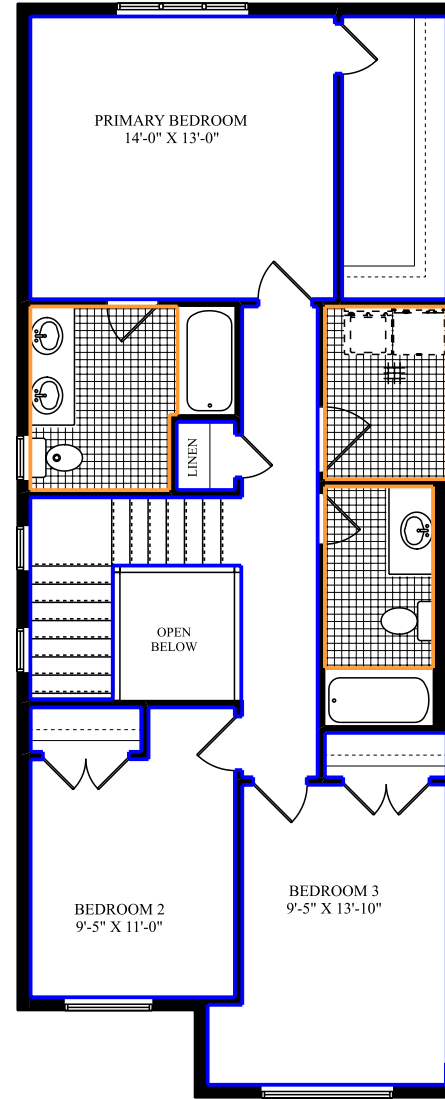 PRIMARY BEDROOM
14'-0" X 13'-0"
LINEN
OPEN
BELOW
BEDROOM 2
9'-5" X 11'-0"
BEDROOM 3
9'-5" X 13'-10"